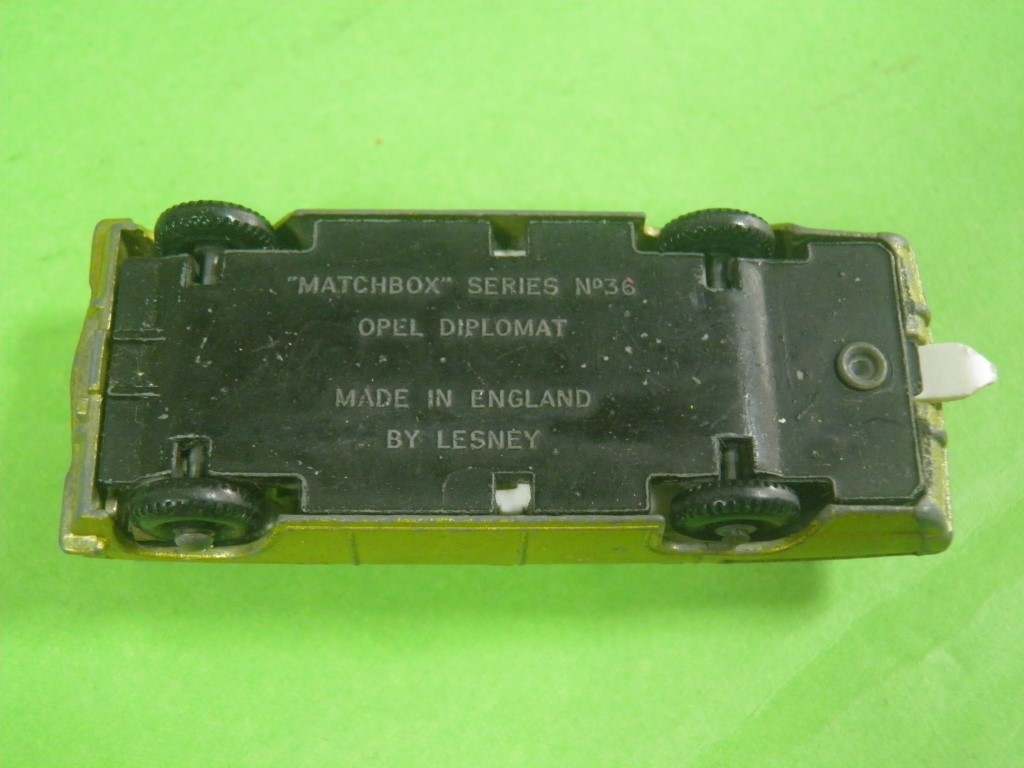 "MATCHBOX" SERIES Nº36
OPEL DIPLOMAT
MADE IN ENGLAND
BY LESNEY